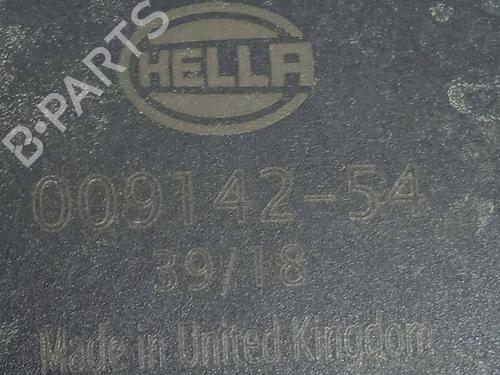 B-PARTS
HELLA
009142-54
39/18
Made in United Kingdom